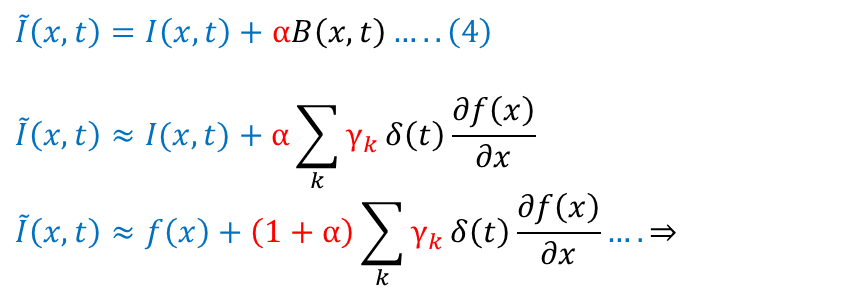 Ĩ(x, t) = I(x, t) + αB(x, t) ….. (4)
Ĩ(x, t) ≈ I(x, t) + α ∑_k γ_k δ(t) ∂f(x)/∂x
Ĩ(x, t) ≈ f(x) + (1 + α) ∑_k γ_k δ(t) ∂f(x)/∂x …. ⇒